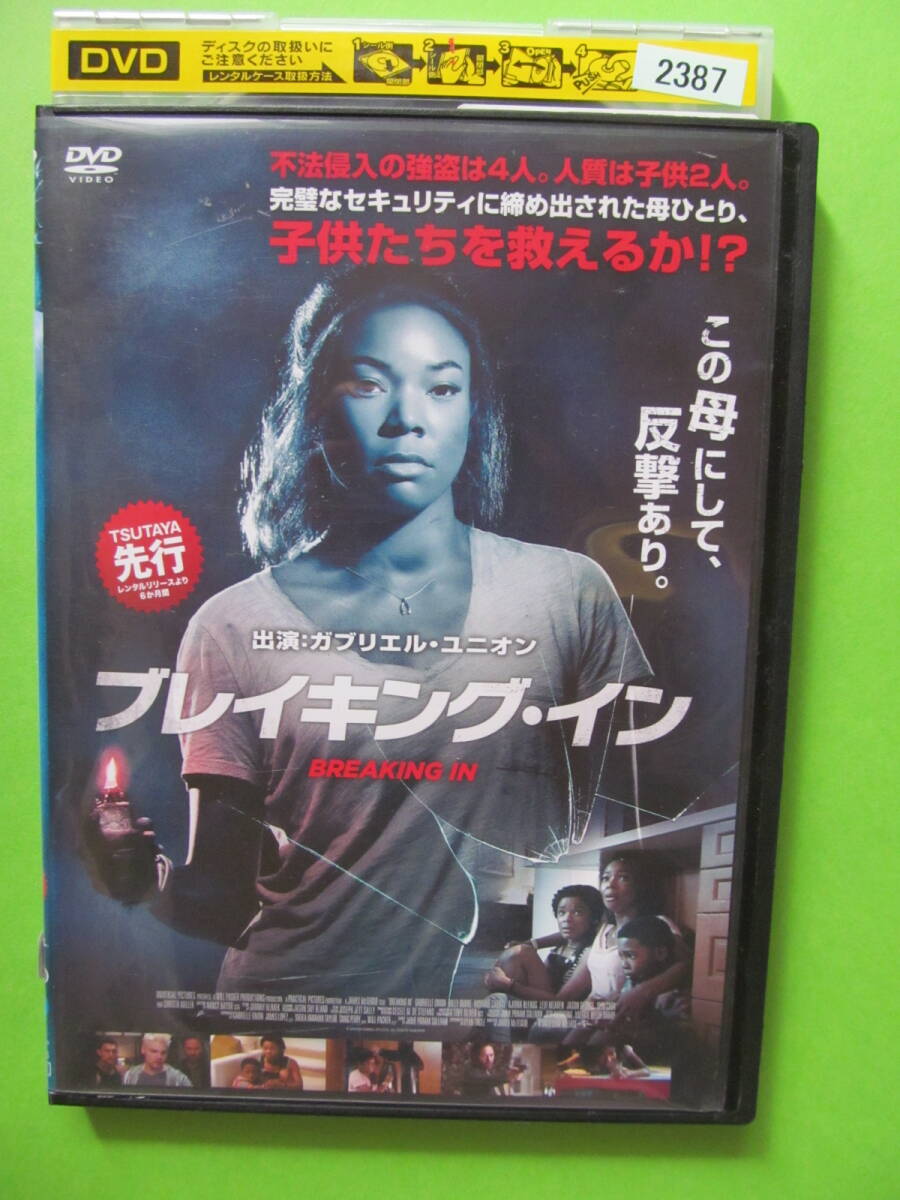 DVD
ディスクの取扱いに
ご注意ください
レンタルケース取扱方法
1
2
3
OPEN
4
PUSH
2387
DVD
VIDEO
不法侵入の強盗は4人。人質は子供2人。
完璧なセキュリティに締め出された母ひとり、
子供たちを救えるか!?
この母にして、
反撃あり。
TSUTAYA
先行
レンタルリリースより
6か月間
出演:ガブリエル・ユニオン
ブレイキング・イン
BREAKING IN